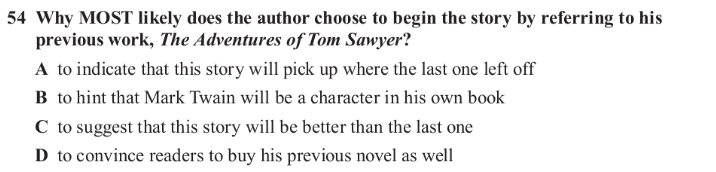 54 Why MOST likely does the author choose to begin the story by referring to his
previous work, The Adventures of Tom Sawyer?
A to indicate that this story will pick up where the last one left off
B to hint that Mark Twain will be a character in his own book
C to suggest that this story will be better than the last one
D to convince readers to buy his previous novel as well